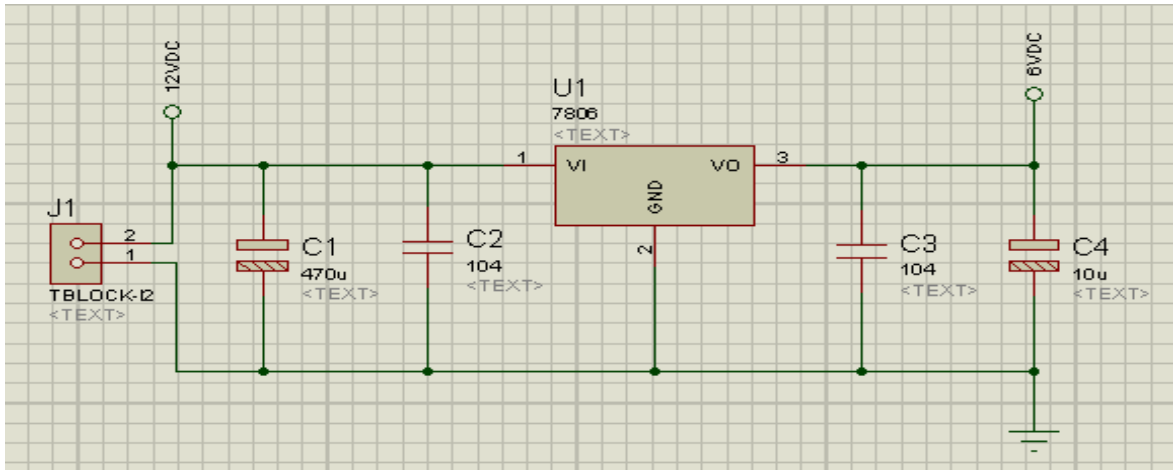 12VDC
6VDC
U1
7806
<TEXT>
1
VI
VO
3
GND
2
J1
2
1
TBLOCK-I2
<TEXT>
C1
470u
<TEXT>
C2
104
<TEXT>
C3
104
<TEXT>
C4
10u
<TEXT>